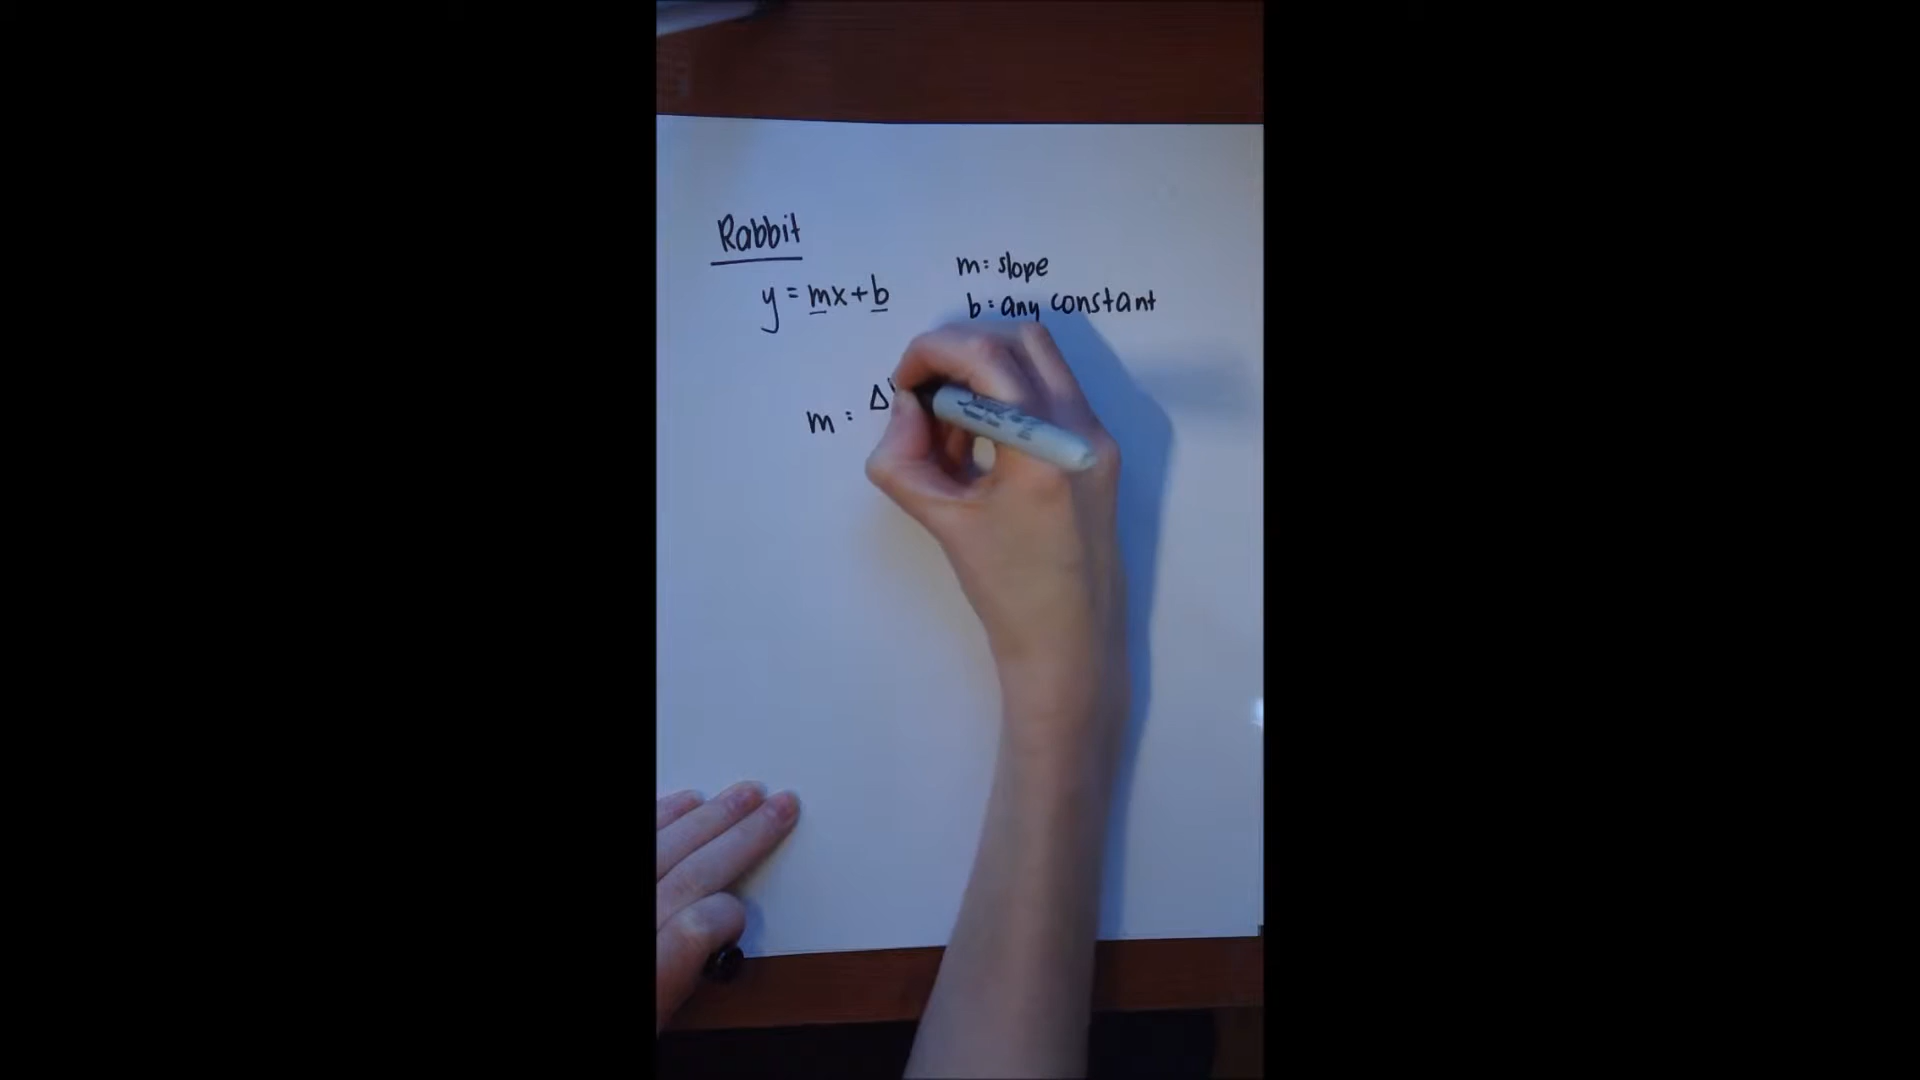 Rabbit
m: slope
y = mx + b
b: any constant
m = Δ